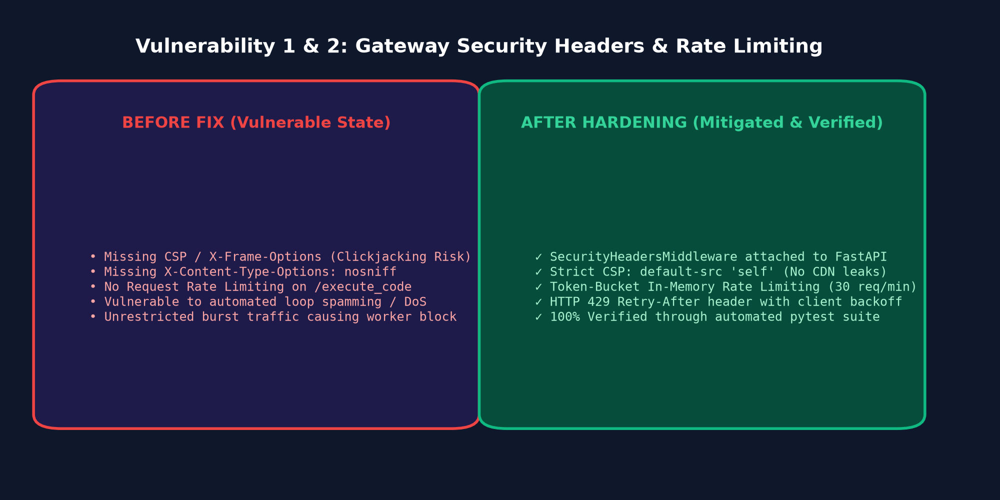 Vulnerability 1 & 2: Gateway Security Headers & Rate Limiting
BEFORE FIX (Vulnerable State)
• Missing CSP / X-Frame-Options (Clickjacking Risk)
• Missing X-Content-Type-Options: nosniff
• No Request Rate Limiting on /execute_code
• Vulnerable to automated loop spamming / DoS
• Unrestricted burst traffic causing worker block
AFTER HARDENING (Mitigated & Verified)
✓ SecurityHeadersMiddleware attached to FastAPI
✓ Strict CSP: default-src 'self' (No CDN leaks)
✓ Token-Bucket In-Memory Rate Limiting (30 req/min)
✓ HTTP 429 Retry-After header with client backoff
✓ 100% Verified through automated pytest suite